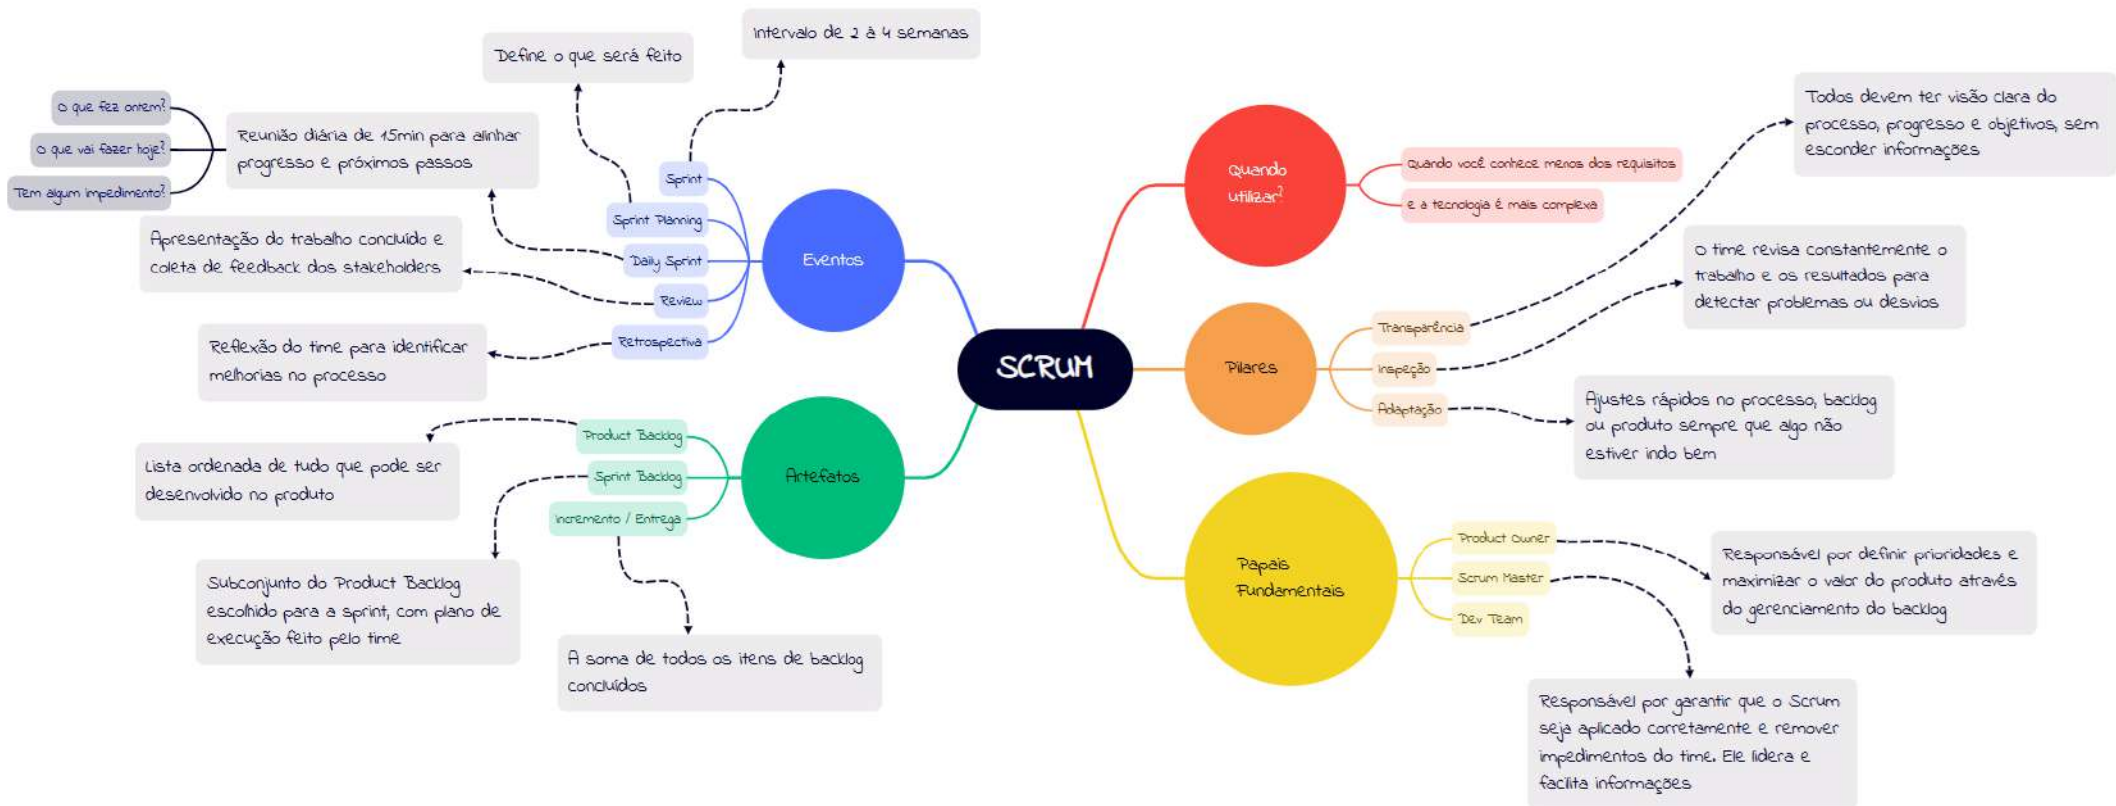 SCRUM
Eventos
Sprint
Intervalo de 2 à 4 semanas
Sprint Planning
Define o que será feito
Daily Sprint
Reunião diária de 15min para alinhar
progresso e próximos passos
O que fez ontem?
O que vai fazer hoje?
Tem algum impedimento?
Review
Apresentação do trabalho concluído e
coleta de feedback dos stakeholders
Retrospectiva
Reflexão do time para identificar
melhorias no processo
Artefatos
Product Backlog
Lista ordenada de tudo que pode ser
desenvolvido no produto
Sprint Backlog
Subconjunto do Product Backlog
escolhido para a sprint, com plano de
execução feito pelo time
Incremento / Entrega
A soma de todos os itens de backlog
concluídos
Quando
utilizar?
Quando você conhece menos dos requisitos
e a tecnologia é mais complexa
Pilares
Transparência
Todos devem ter visão clara do
processo, progresso e objetivos, sem
esconder informações
Inspeção
O time revisa constantemente o
trabalho e os resultados para
detectar problemas ou desvios
Adaptação
Ajustes rápidos no processo, backlog
ou produto sempre que algo não
estiver indo bem
Papais
Fundamentais
Product Owner
Responsável por definir prioridades e
maximizar o valor do produto através
do gerenciamento do backlog
Scrum Master
Responsável por garantir que o Scrum
seja aplicado corretamente e remover
impedimentos do time. Ele lidera e
facilita informações
Dev Team